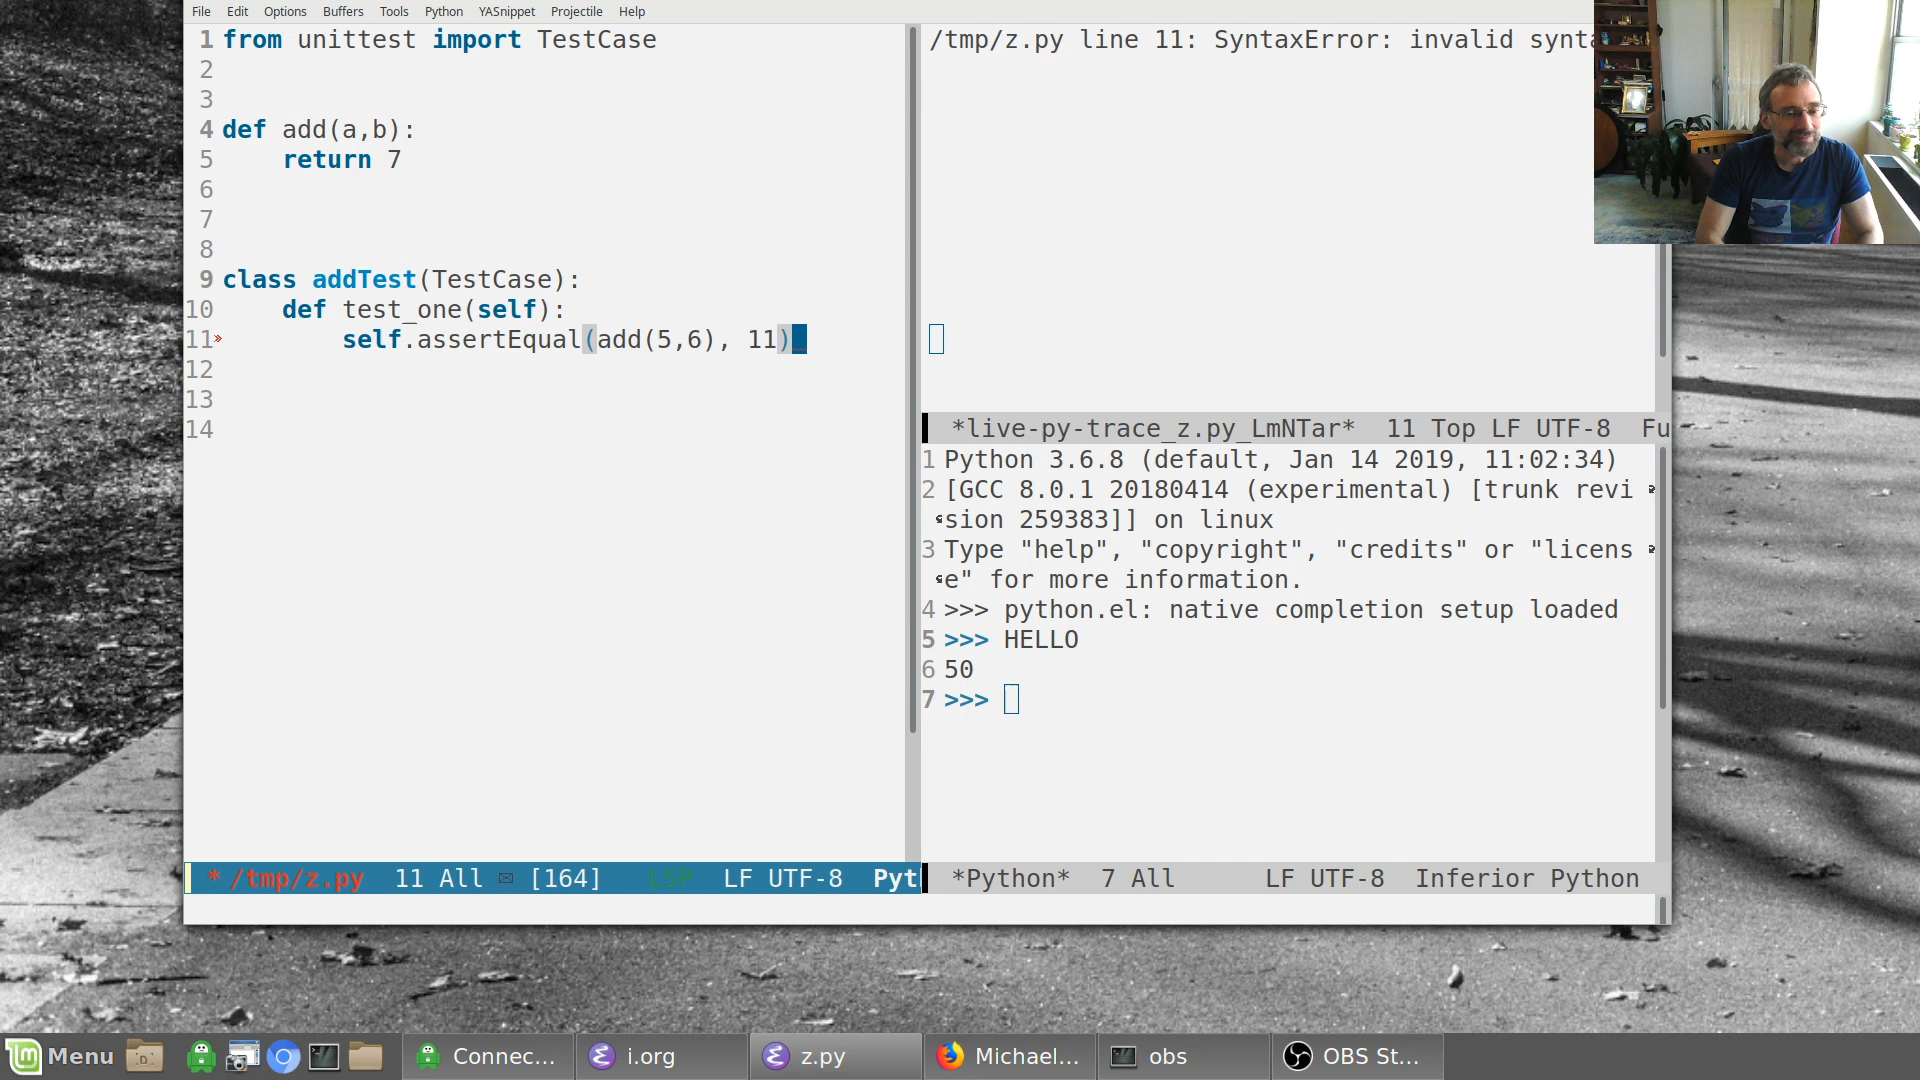 File Edit Options Buffers Tools Python YASnippet Projectile Help
1 from unittest import TestCase
2
3
4 def add(a,b):
5 return 7
6
7
8
9 class addTest(TestCase):
10 def test_one(self):
11 self.assertEqual(add(5,6), 11)
12
13
14
* /tmp/z.py 11 All [164] LSP LF UTF-8 Pyt
/tmp/z.py line 11: SyntaxError: invalid synta
*live-py-trace_z.py_LmNTar* 11 Top LF UTF-8 Fu
1 Python 3.6.8 (default, Jan 14 2019, 11:02:34)
2 [GCC 8.0.1 20180414 (experimental) [trunk revi
sion 259383]] on linux
3 Type "help", "copyright", "credits" or "licens
e" for more information.
4 >>> python.el: native completion setup loaded
5 >>> HELLO
6 50
7 >>>
*Python* 7 All LF UTF-8 Inferior Python
Menu Connec... i.org z.py Michael... obs OBS St...